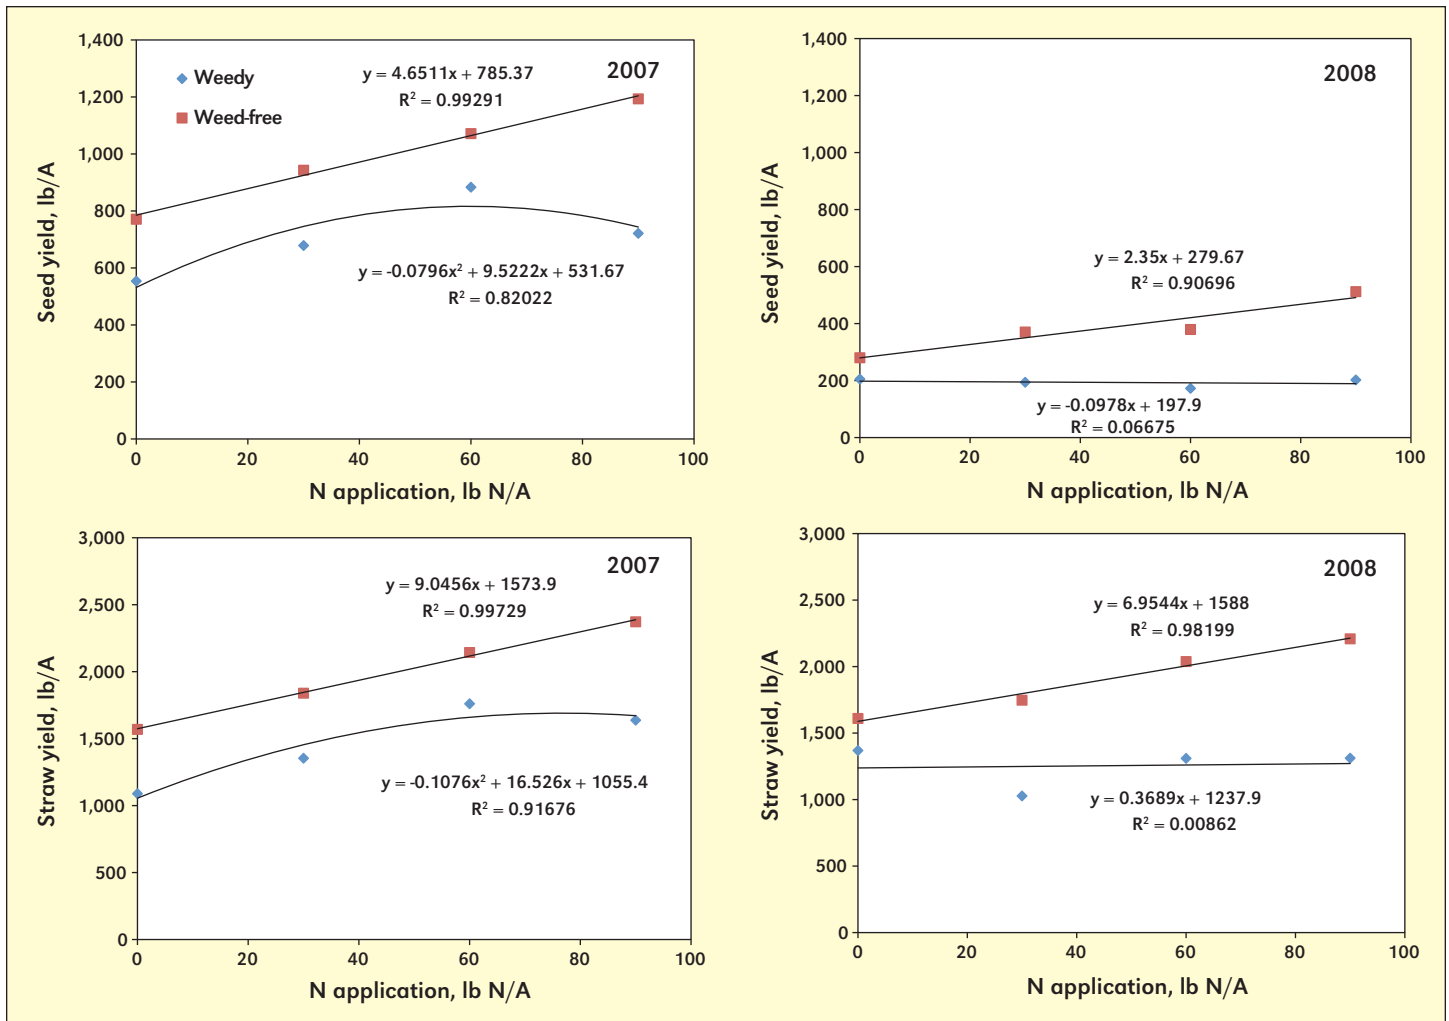 1,400
1,200
1,000
800
600
400
200
0
0 20 40 60 80 100
Seed yield, lb/A
N application, lb N/A
2007
Weedy
Weed-free
y = 4.6511x + 785.37
R² = 0.99291
y = -0.0796x² + 9.5222x + 531.67
R² = 0.82022
1,400
1,200
1,000
800
600
400
200
0
0 20 40 60 80 100
Seed yield, lb/A
N application, lb N/A
2008
y = 2.35x + 279.67
R² = 0.90696
y = -0.0978x + 197.9
R² = 0.06675
3,000
2,500
2,000
1,500
1,000
500
0
0 20 40 60 80 100
Straw yield, lb/A
N application, lb N/A
2007
y = 9.0456x + 1573.9
R² = 0.99729
y = -0.1076x² + 16.526x + 1055.4
R² = 0.91676
3,000
2,500
2,000
1,500
1,000
500
0
0 20 40 60 80 100
Straw yield, lb/A
N application, lb N/A
2008
y = 6.9544x + 1588
R² = 0.98199
y = 0.3689x + 1237.9
R² = 0.00862